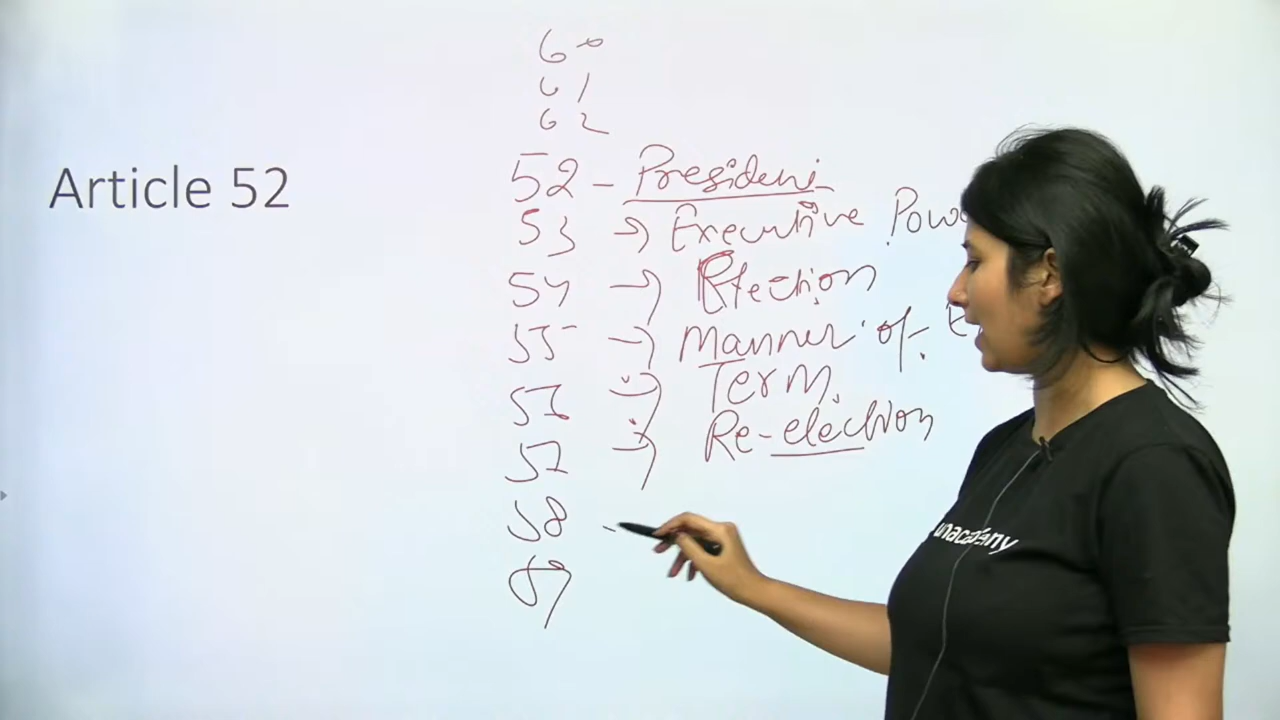 60
61
62
Article 52
52 - President
53 → Executive Powe
54 → Election
55 → Manner of E
56 → Term
57 → Re-election
58
59
unacademy